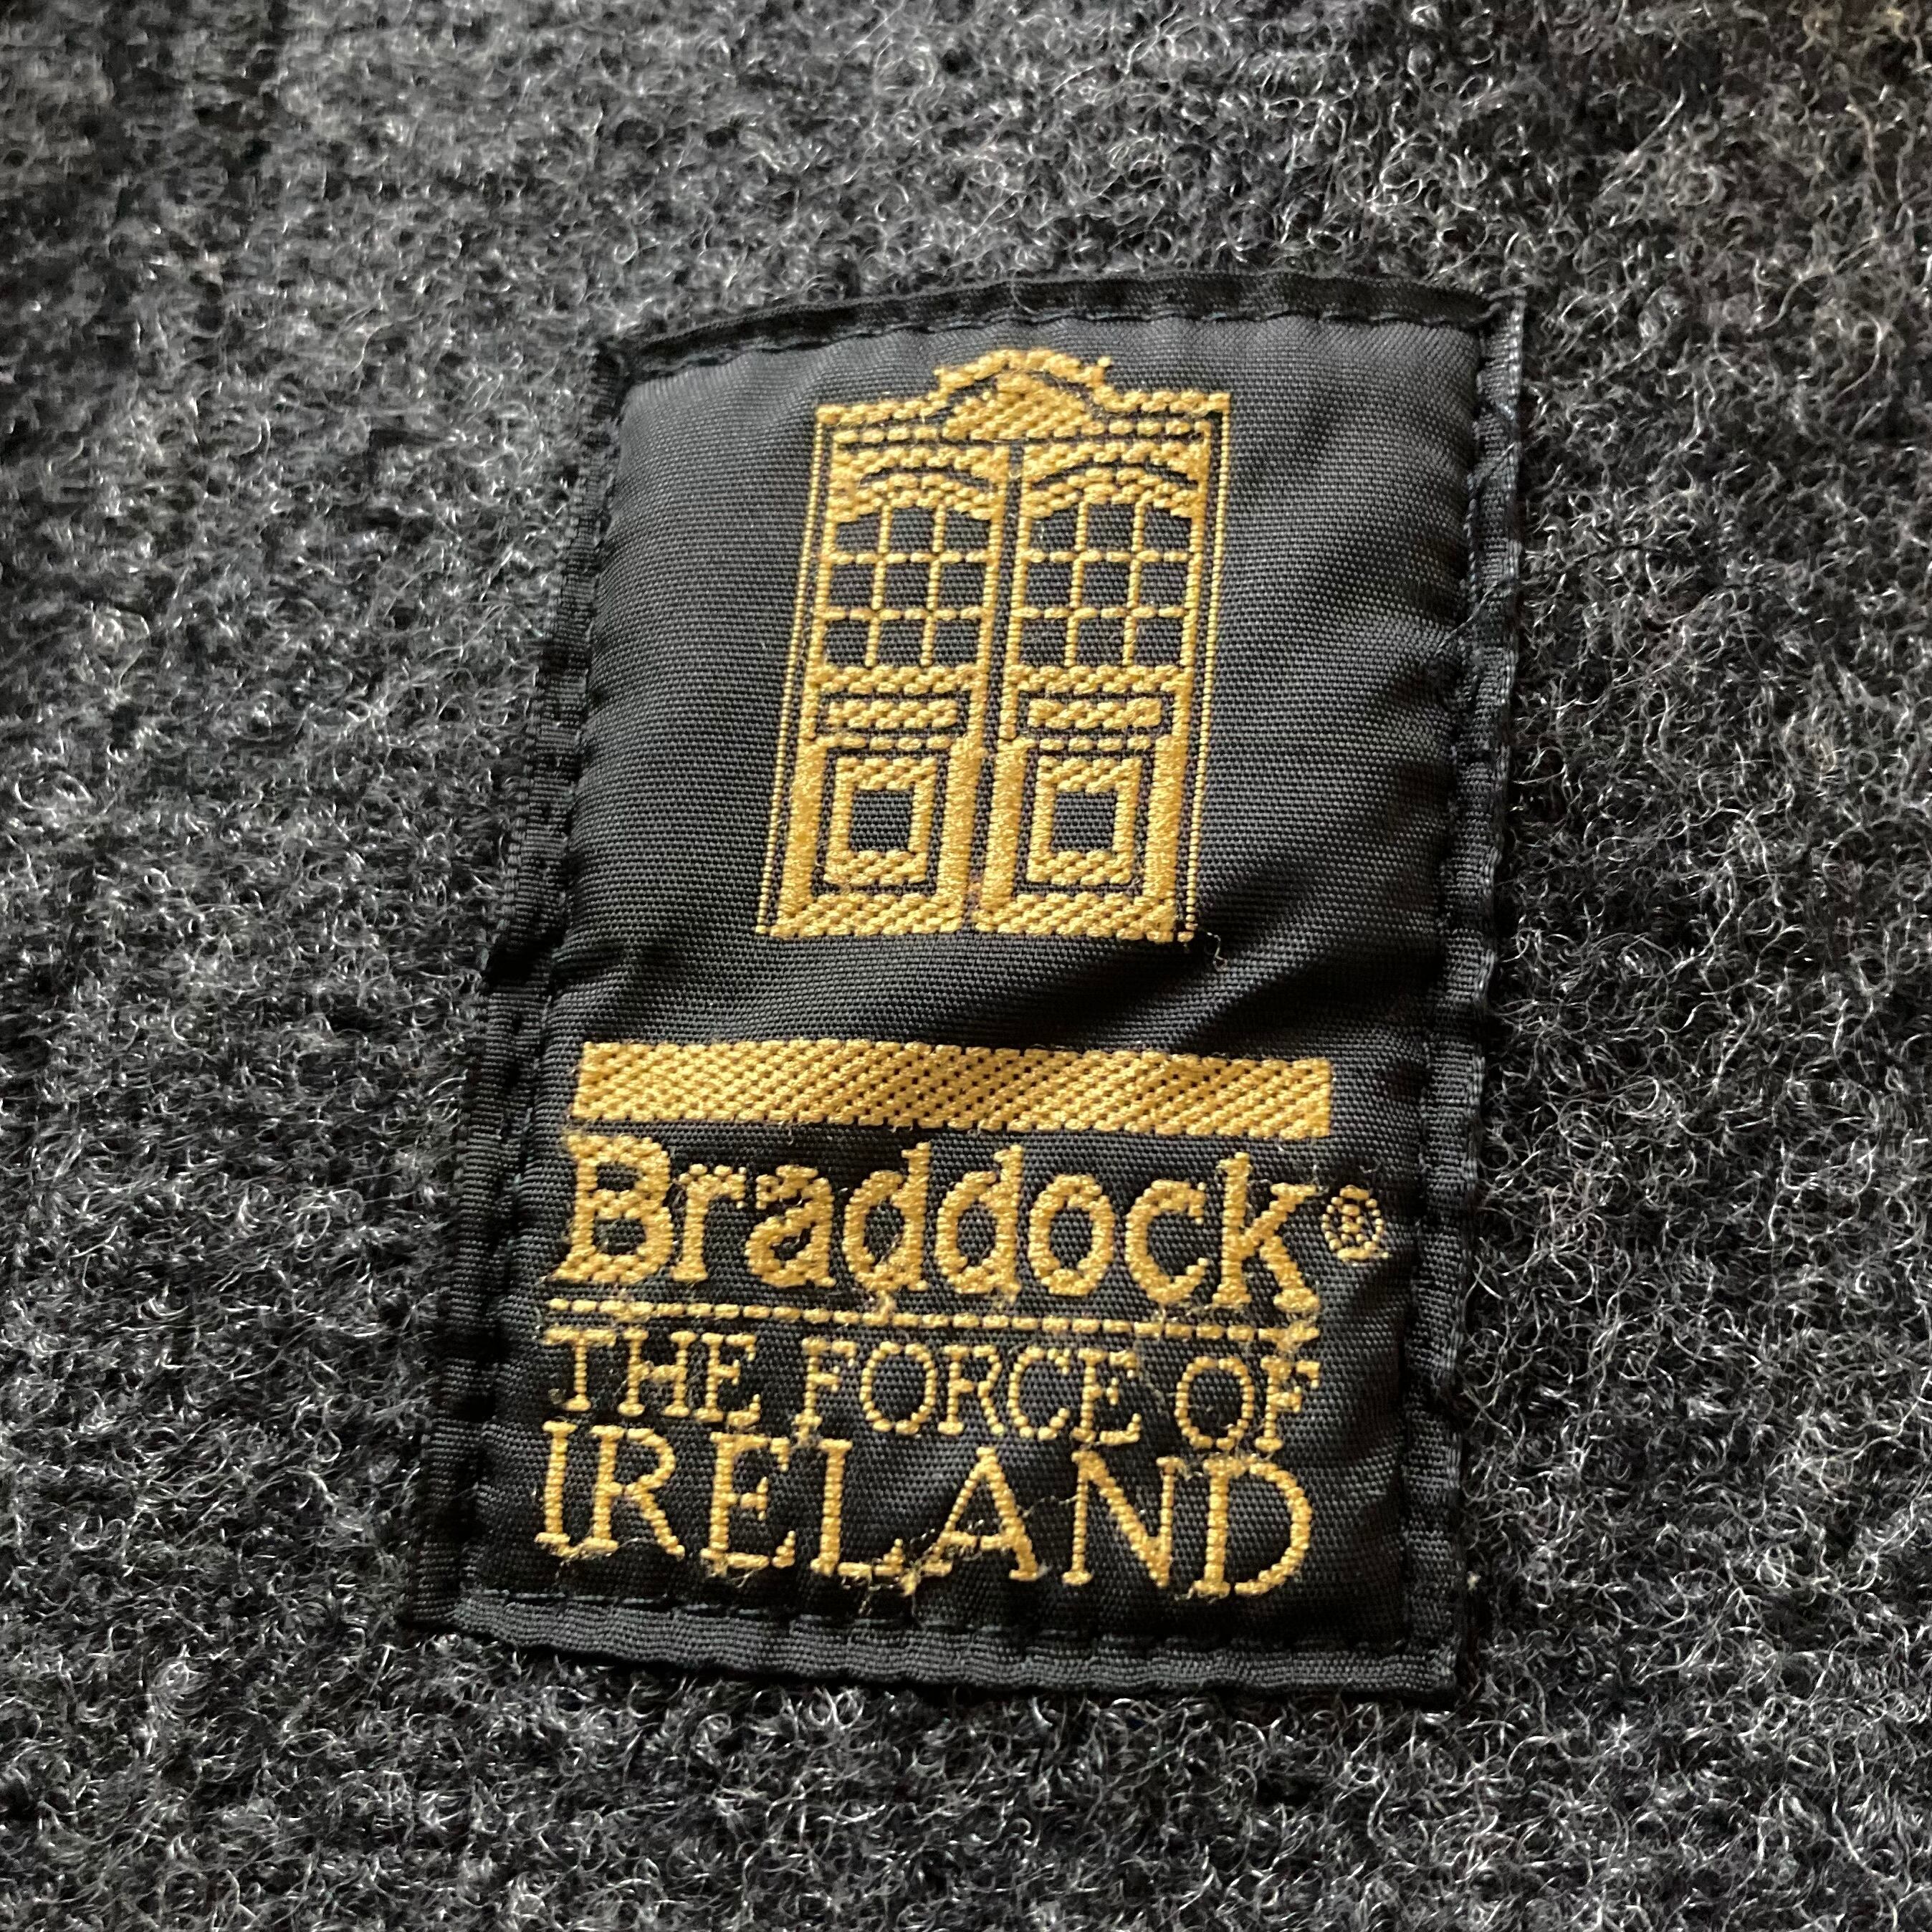 Braddock®
THE FORCE OF
IRELAND